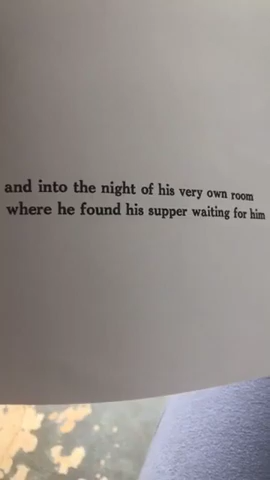 and into the night of his very own room
where he found his supper waiting for him